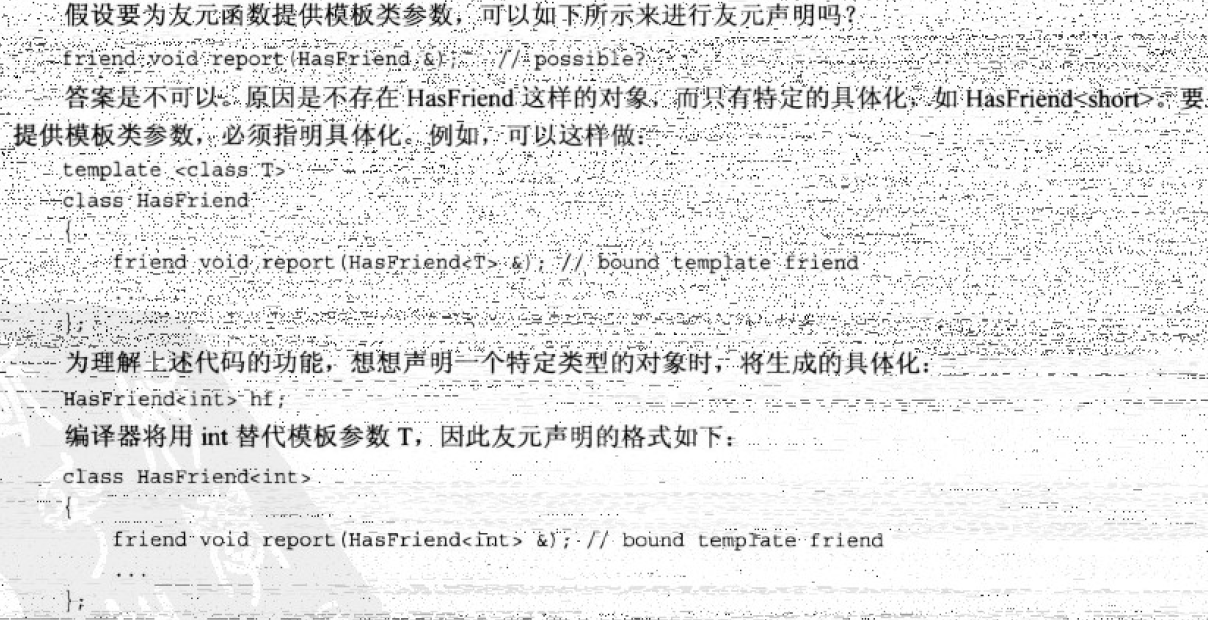 假设要为友元函数提供模板类参数，可以如下所示来进行友元声明吗？
friend void report(HasFriend &); // possible?
答案是不可以。原因是不存在 HasFriend 这样的对象，而只有特定的具体化，如 HasFriend<short>。要
提供模板类参数，必须指明具体化。例如，可以这样做：
template <class T>
class HasFriend
{
friend void report(HasFriend<T> &); // bound template friend
...
};
为理解上述代码的功能，想想声明一个特定类型的对象时，将生成的具体化：
HasFriend<int> hf;
编译器将用 int 替代模板参数 T，因此友元声明的格式如下：
class HasFriend<int>
{
friend void report(HasFriend<int> &); // bound template friend
...
};